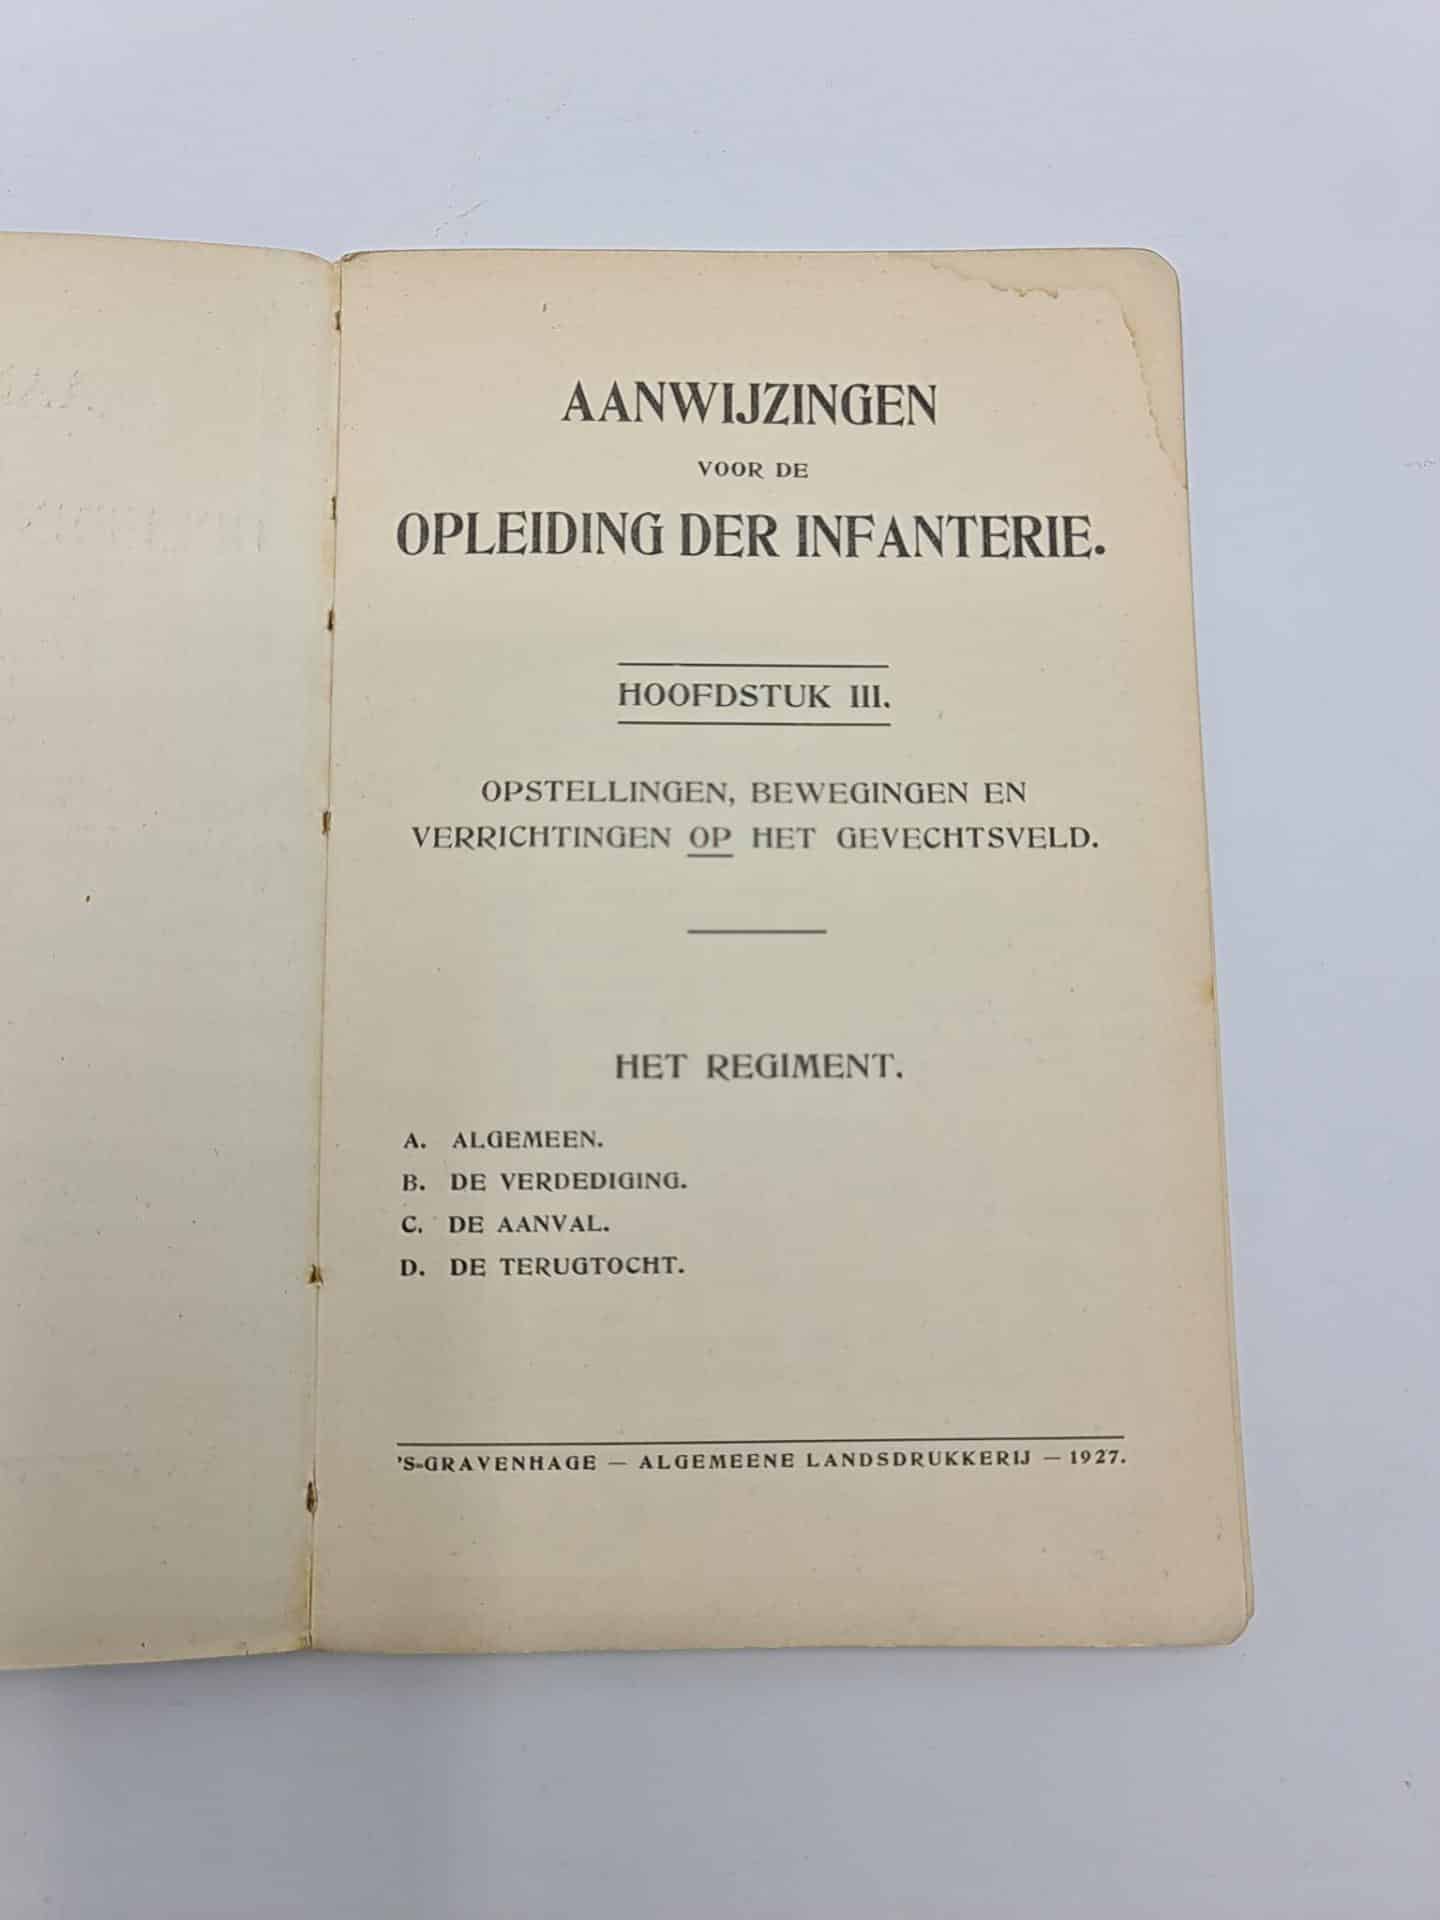 AANWIJZINGEN
VOOR DE
OPLEIDING DER INFANTERIE.
HOOFDSTUK III.
OPSTELLINGEN, BEWEGINGEN EN
VERRICHTINGEN OP HET GEVECHTSVELD.
HET REGIMENT.
A. ALGEMEEN.
B. DE VERDEDIGING.
C. DE AANVAL.
D. DE TERUGTOCHT.
'S-GRAVENHAGE — ALGEMEENE LANDSDRUKKERIJ — 1927.